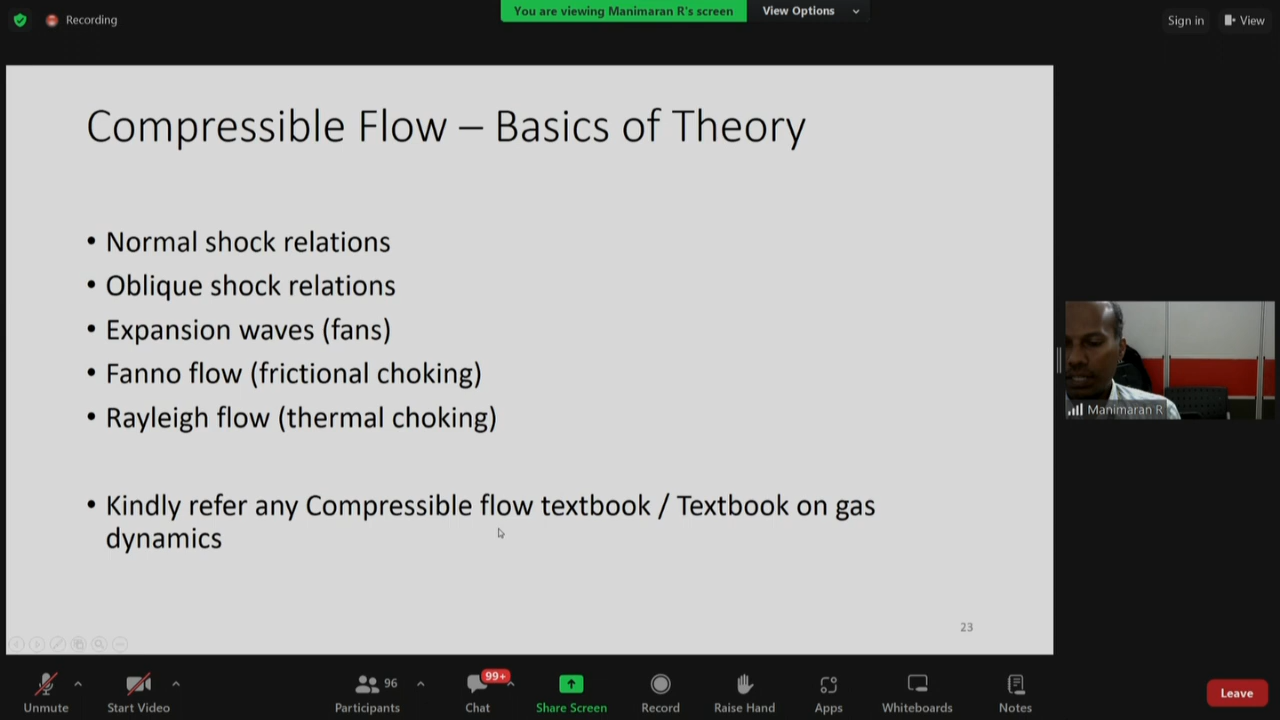 You are viewing Manimaran R's screen
View Options
Recording
Sign in
View
Compressible Flow – Basics of Theory
• Normal shock relations
• Oblique shock relations
• Expansion waves (fans)
• Fanno flow (frictional choking)
• Rayleigh flow (thermal choking)
• Kindly refer any Compressible flow textbook / Textbook on gas
dynamics
23
Manimaran R
Unmute
Start Video
96
Participants
99+
Chat
Share Screen
Record
Raise Hand
Apps
Whiteboards
Notes
Leave